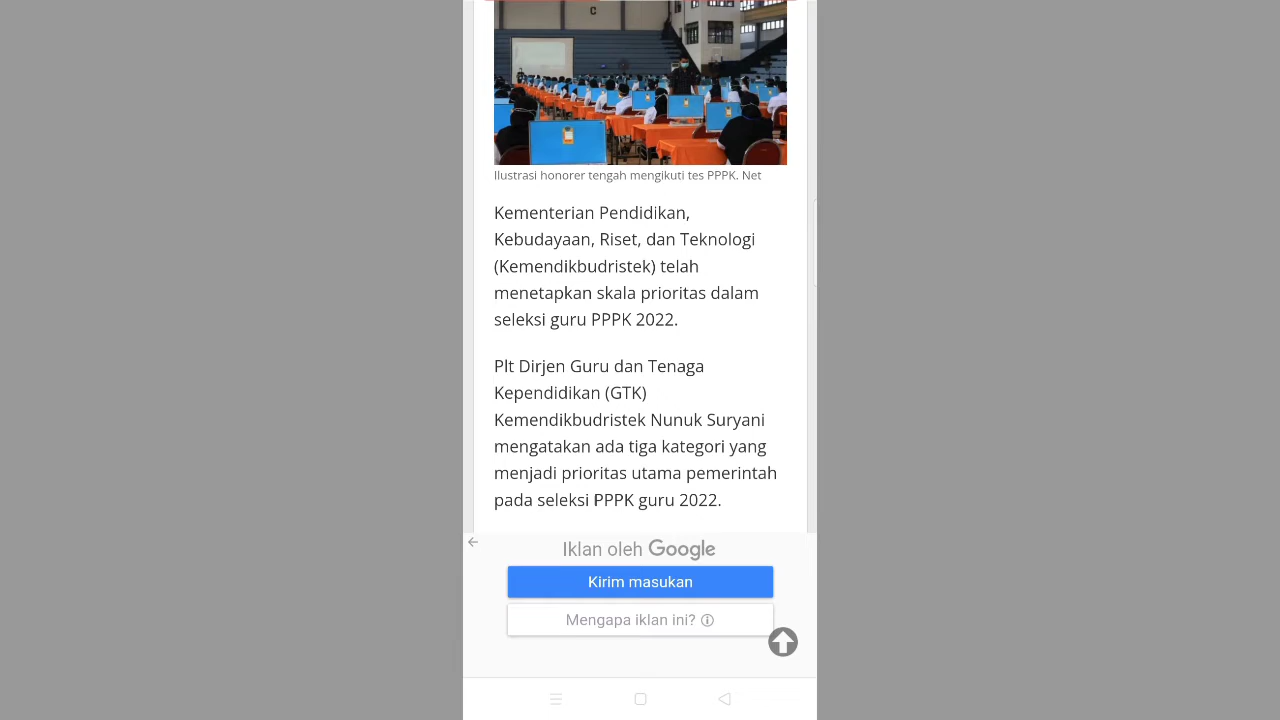 C
Ilustrasi honorer tengah mengikuti tes PPPK. Net
Kementerian Pendidikan,
Kebudayaan, Riset, dan Teknologi
(Kemendikbudristek) telah
menetapkan skala prioritas dalam
seleksi guru PPPK 2022.
Plt Dirjen Guru dan Tenaga
Kependidikan (GTK)
Kemendikbudristek Nunuk Suryani
mengatakan ada tiga kategori yang
menjadi prioritas utama pemerintah
pada seleksi PPPK guru 2022.
Iklan oleh Google
Kirim masukan
Mengapa iklan ini?